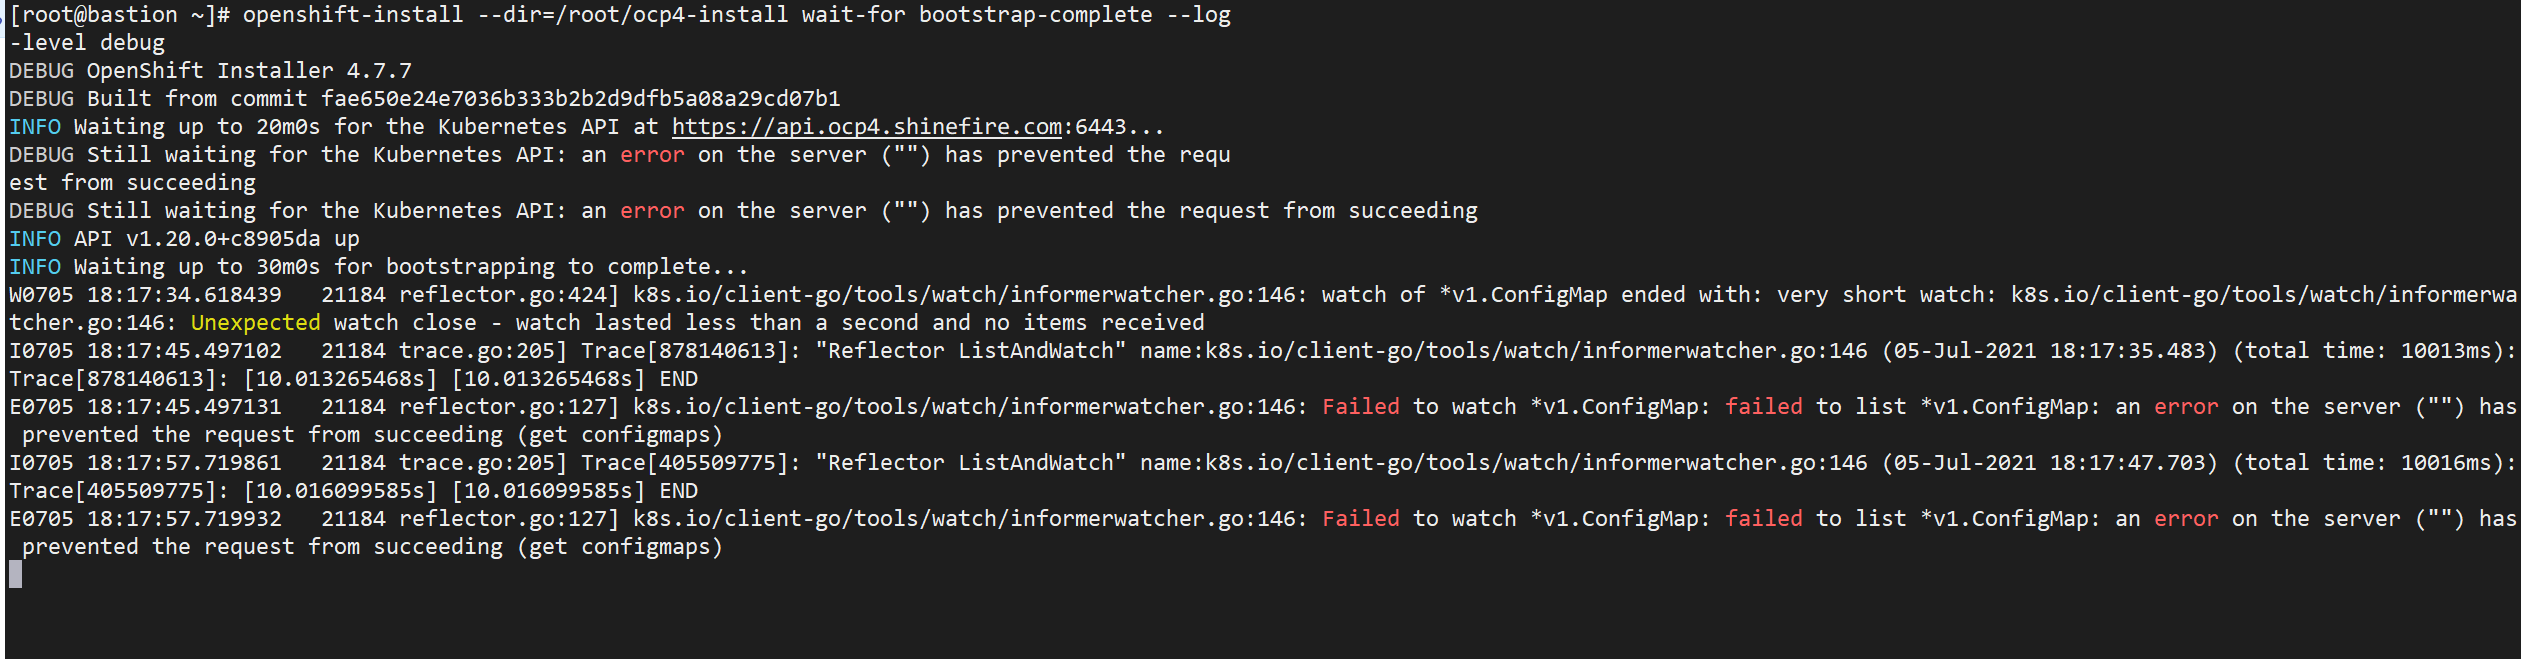 [root@bastion ~]# openshift-install --dir=/root/ocp4-install wait-for bootstrap-complete --log
-level debug
DEBUG OpenShift Installer 4.7.7
DEBUG Built from commit fae650e24e7036b333b2b2d9dfb5a08a29cd07b1
INFO Waiting up to 20m0s for the Kubernetes API at https://api.ocp4.shinefire.com:6443...
DEBUG Still waiting for the Kubernetes API: an error on the server ("") has prevented the requ
est from succeeding
DEBUG Still waiting for the Kubernetes API: an error on the server ("") has prevented the request from succeeding
INFO API v1.20.0+c8905da up
INFO Waiting up to 30m0s for bootstrapping to complete...
W0705 18:17:34.618439   21184 reflector.go:424] k8s.io/client-go/tools/watch/informerwatcher.go:146: watch of *v1.ConfigMap ended with: very short watch: k8s.io/client-go/tools/watch/informerwa
tcher.go:146: Unexpected watch close - watch lasted less than a second and no items received
I0705 18:17:45.497102   21184 trace.go:205] Trace[878140613]: "Reflector ListAndWatch" name:k8s.io/client-go/tools/watch/informerwatcher.go:146 (05-Jul-2021 18:17:35.483) (total time: 10013ms):
Trace[878140613]: [10.013265468s] [10.013265468s] END
E0705 18:17:45.497131   21184 reflector.go:127] k8s.io/client-go/tools/watch/informerwatcher.go:146: Failed to watch *v1.ConfigMap: failed to list *v1.ConfigMap: an error on the server ("") has
 prevented the request from succeeding (get configmaps)
I0705 18:17:57.719861   21184 trace.go:205] Trace[405509775]: "Reflector ListAndWatch" name:k8s.io/client-go/tools/watch/informerwatcher.go:146 (05-Jul-2021 18:17:47.703) (total time: 10016ms):
Trace[405509775]: [10.016099585s] [10.016099585s] END
E0705 18:17:57.719932   21184 reflector.go:127] k8s.io/client-go/tools/watch/informerwatcher.go:146: Failed to watch *v1.ConfigMap: failed to list *v1.ConfigMap: an error on the server ("") has
 prevented the request from succeeding (get configmaps)